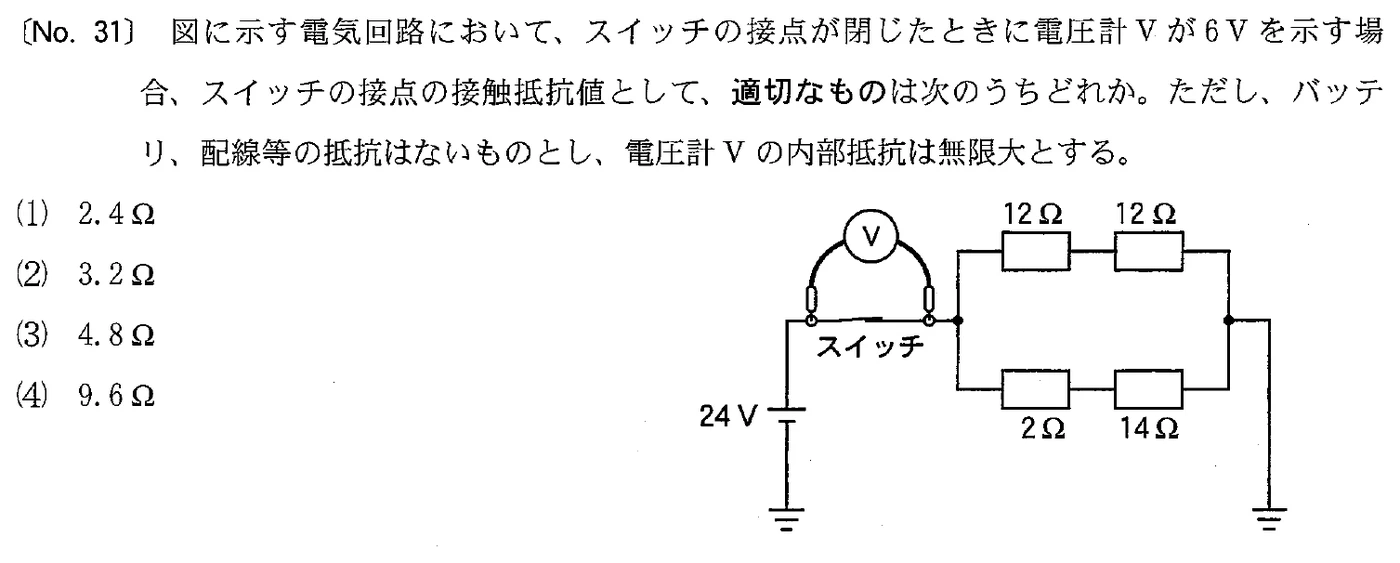 〔No. 31〕 図に示す電気回路において、スイッチの接点が閉じたときに電圧計Vが6Vを示す場
合、スイッチの接点の接触抵抗値として、適切なものは次のうちどれか。ただし、バッテ
リ、配線等の抵抗はないものとし、電圧計Vの内部抵抗は無限大とする。
(1) 2.4Ω
(2) 3.2Ω
(3) 4.8Ω
(4) 9.6Ω
12Ω 12Ω
V
スイッチ
24V
2Ω 14Ω